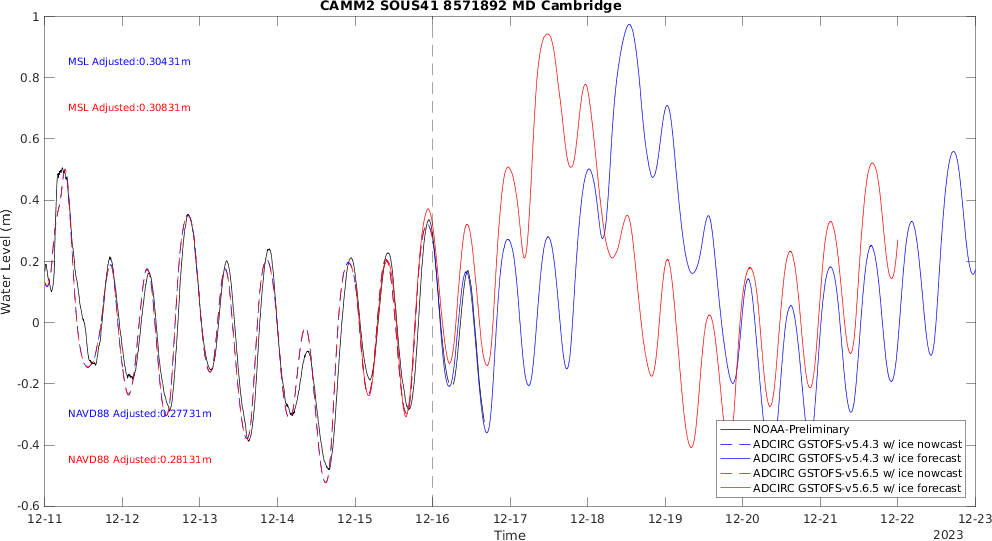 CAMM2 SOUS41 8571892 MD Cambridge
1
0.8
0.6
0.4
0.2
0
-0.2
-0.4
-0.6
Water Level (m)
MSL Adjusted:0.30431m
MSL Adjusted:0.30831m
NAVD88 Adjusted:0.27731m
NAVD88 Adjusted:0.28131m
NOAA-Preliminary
ADCIRC GSTOFS-v5.4.3 w/ ice nowcast
ADCIRC GSTOFS-v5.4.3 w/ ice forecast
ADCIRC GSTOFS-v5.6.5 w/ ice nowcast
ADCIRC GSTOFS-v5.6.5 w/ ice forecast
12-11 12-12 12-13 12-14 12-15 12-16 12-17 12-18 12-19 12-20 12-21 12-22 12-23
Time
2023